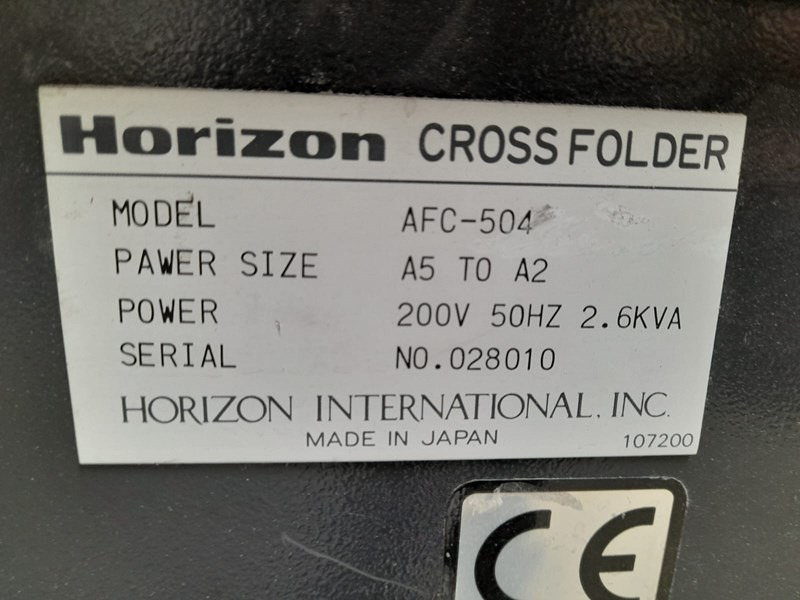 Horizon CROSS FOLDER
MODEL AFC-504
PAWER SIZE A5 TO A2
POWER 200V 50HZ 2.6KVA
SERIAL NO.028010
HORIZON INTERNATIONAL, INC.
MADE IN JAPAN 107200
CE